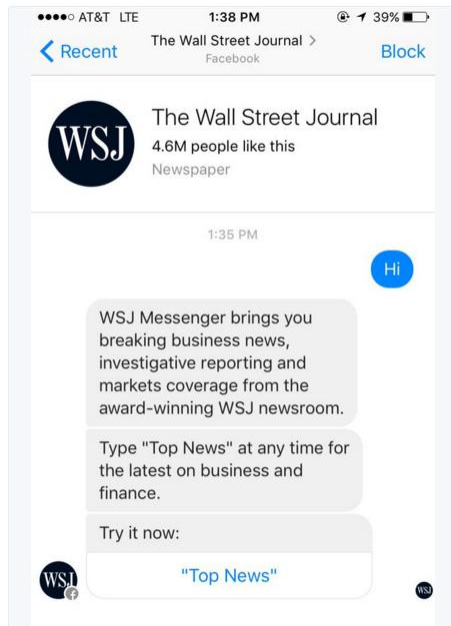 AT&T LTE 1:38 PM 39%
Recent The Wall Street Journal > Block
Facebook
WSJ
The Wall Street Journal
4.6M people like this
Newspaper
1:35 PM
Hi
WSJ Messenger brings you
breaking business news,
investigative reporting and
markets coverage from the
award-winning WSJ newsroom.
Type "Top News" at any time for
the latest on business and
finance.
Try it now:
"Top News"
WSJ
WSJ